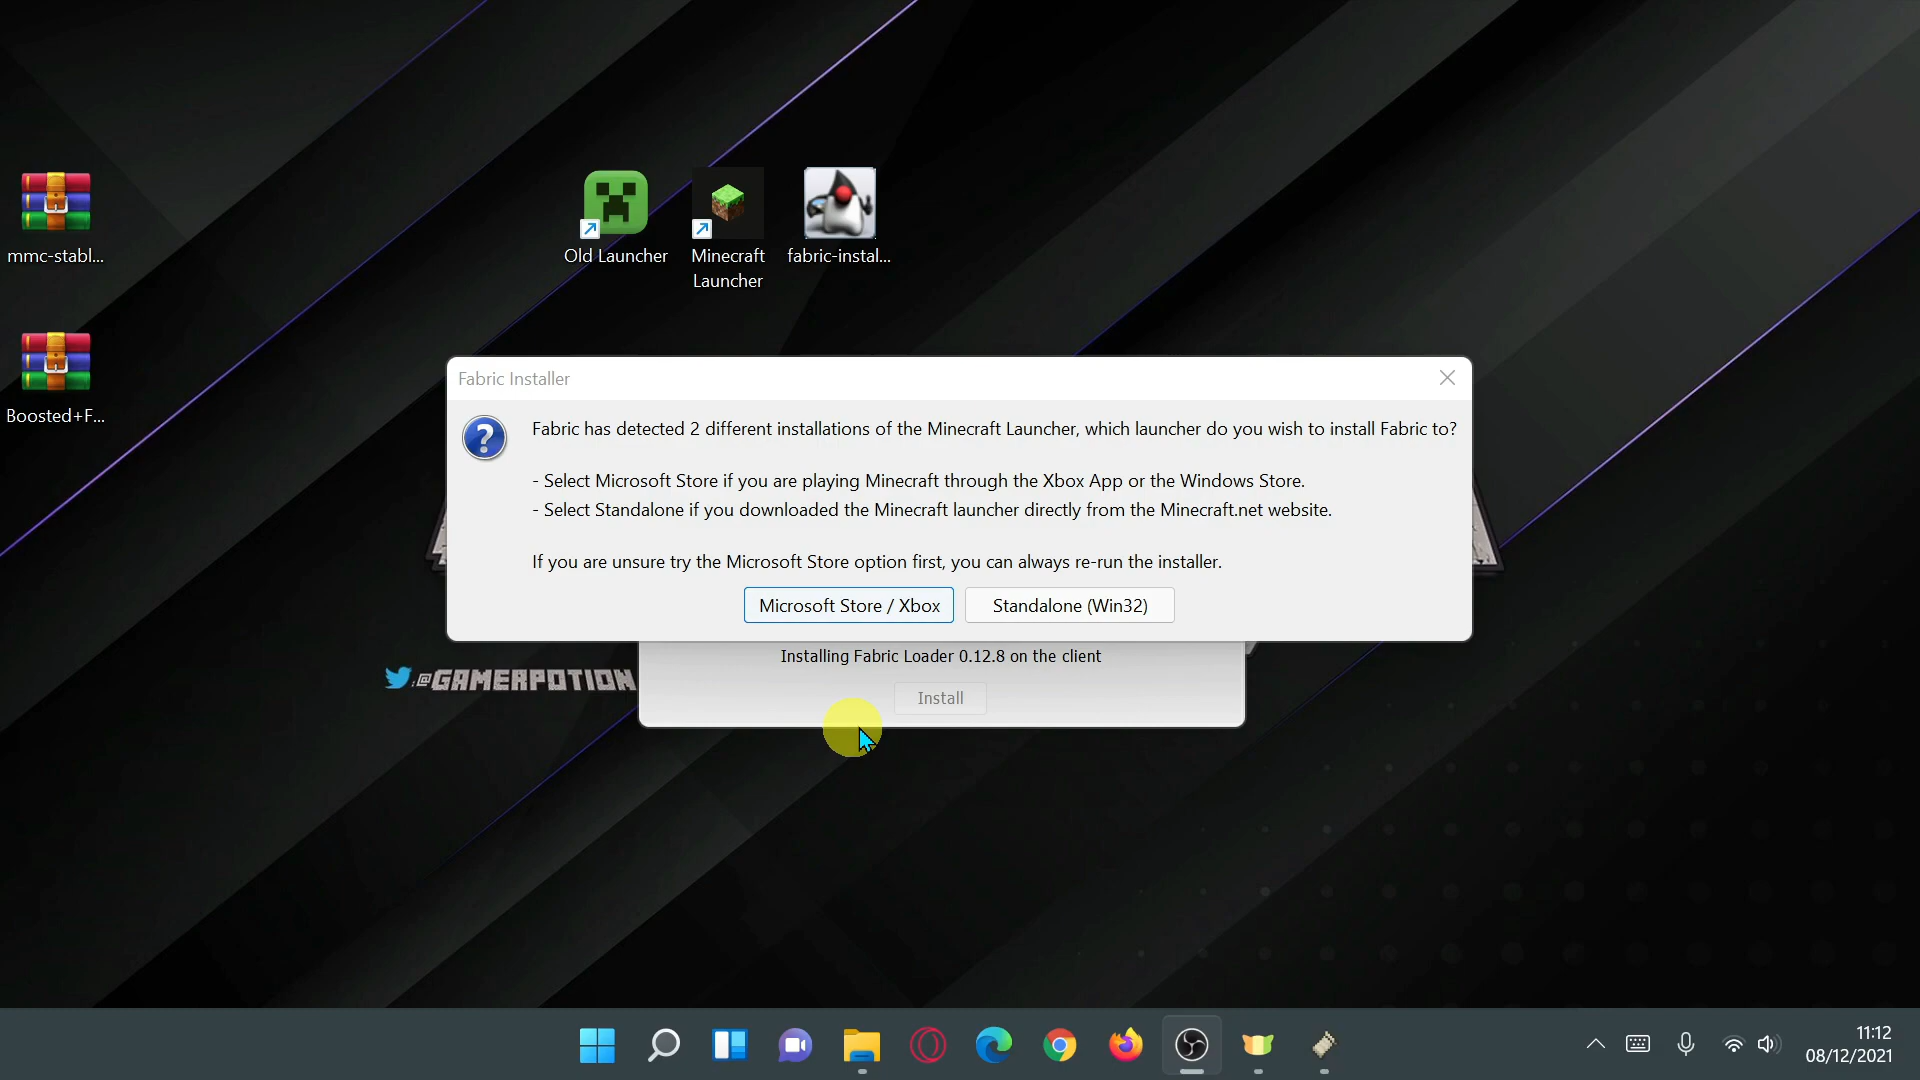 mmc-stabl...
Old Launcher
Minecraft
Launcher
fabric-instal...
Boosted+F...
Fabric Installer
Fabric has detected 2 different installations of the Minecraft Launcher, which launcher do you wish to install Fabric to?
- Select Microsoft Store if you are playing Minecraft through the Xbox App or the Windows Store.
- Select Standalone if you downloaded the Minecraft launcher directly from the Minecraft.net website.
If you are unsure try the Microsoft Store option first, you can always re-run the installer.
Microsoft Store / Xbox
Standalone (Win32)
Installing Fabric Loader 0.12.8 on the client
Install
:@GAMERPOTION
11:12
08/12/2021